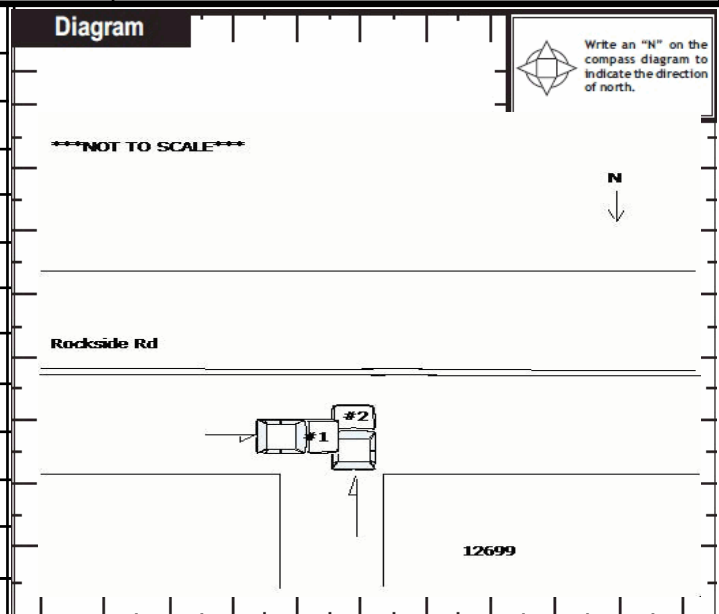 Diagram
Write an “N” on the
compass diagram to
indicate the direction
of north.
***NOT TO SCALE***
N
Rockside Rd
#2
#1
12699